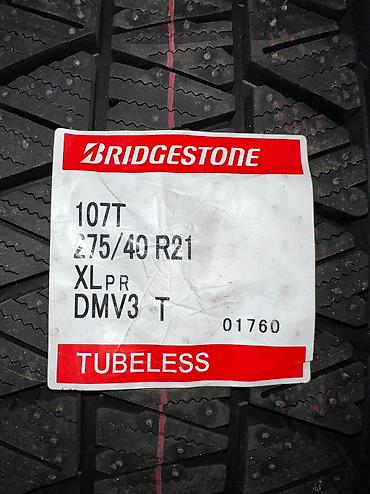 BRIDGESTONE
107T
275/40 R21
XL PR
DMV3 T
01760
TUBELESS